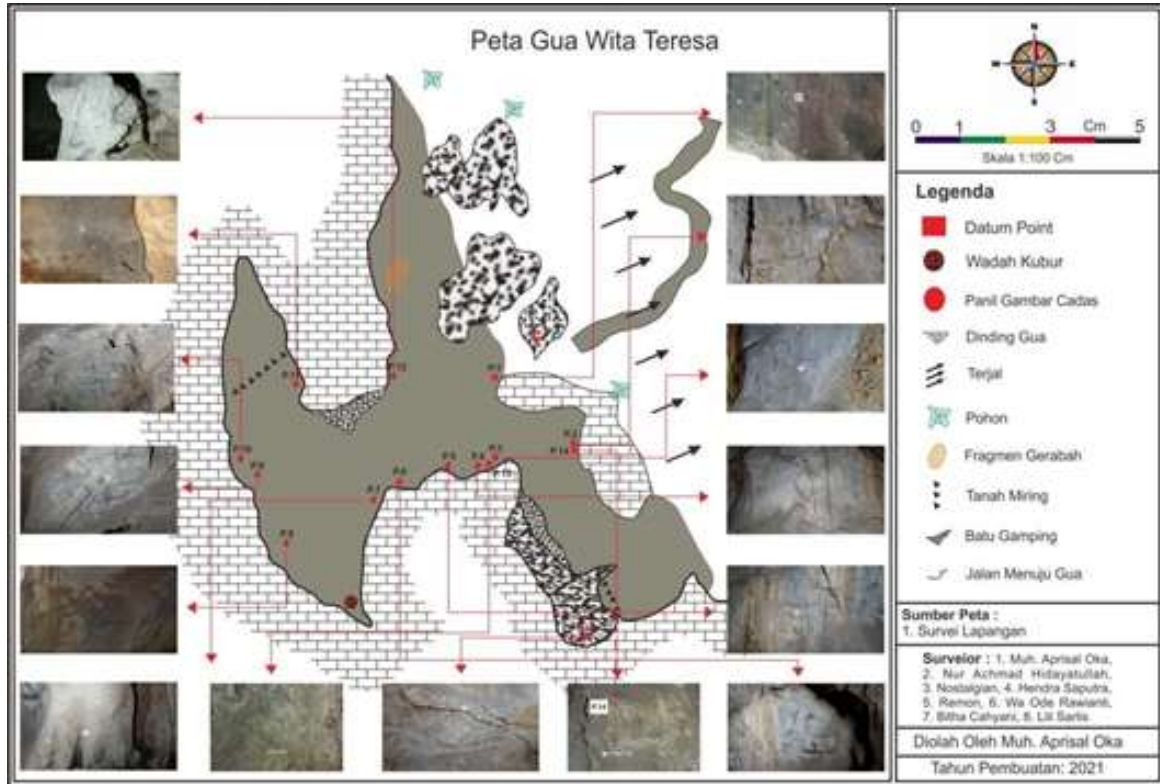 Peta Gua Wita Teresa
N
E
S
0 1 3 Cm 5
Skala 1:100 Cm
Legenda
Datum Point
Wadah Kubur
Panil Gambar Cadas
Dinding Gua
Terjal
Pohon
Fragmen Gerabah
Tanah Miring
Batu Gamping
Jalan Menuju Gua
Sumber Peta :
1. Survei Lapangan
Surveior : 1. Muh. Aprisal Oka,
2. Nur Achmad Hidayatullah,
3. Nostalgian, 4. Hendra Saputra,
5. Remon, 6. Wa Ode Rawianti,
7. Bitha Cahyani, 8. Lili Sartis
Diolah Oleh Muh. Aprisal Oka
Tahun Pembuatan: 2021